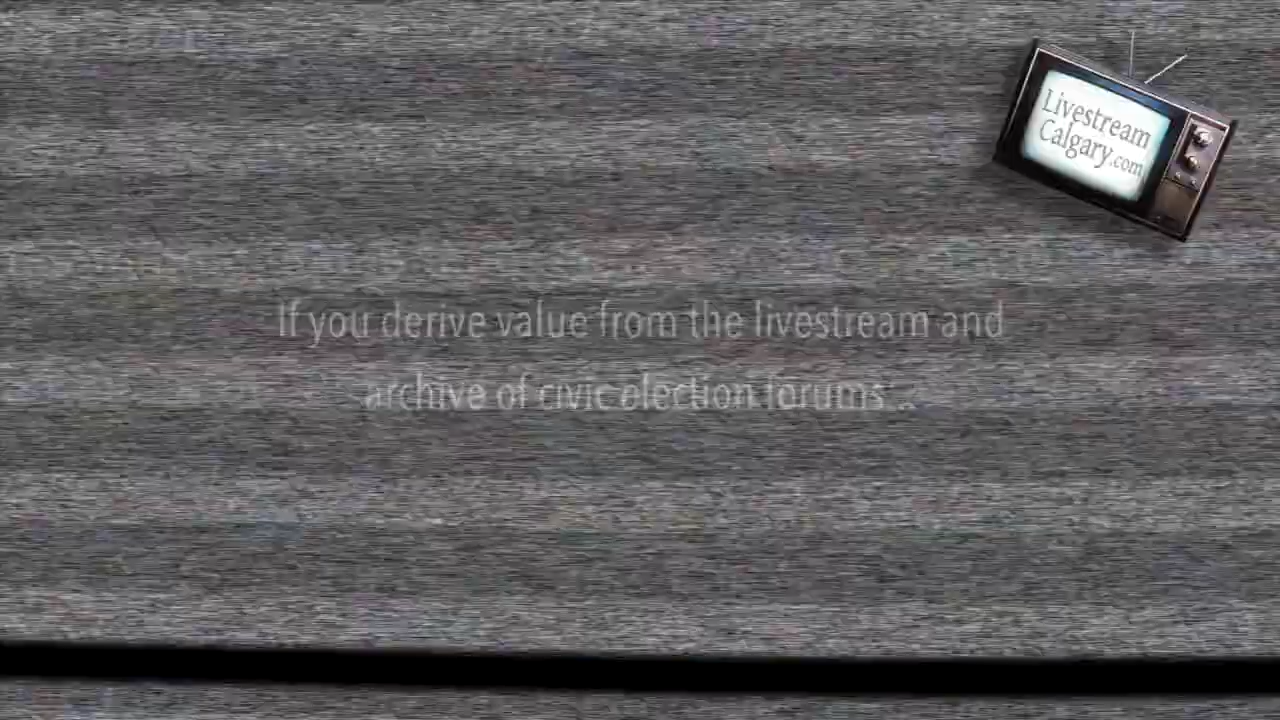 Livestream
Calgary.com
If you derive value from the livestream and
archive of civic election forums...